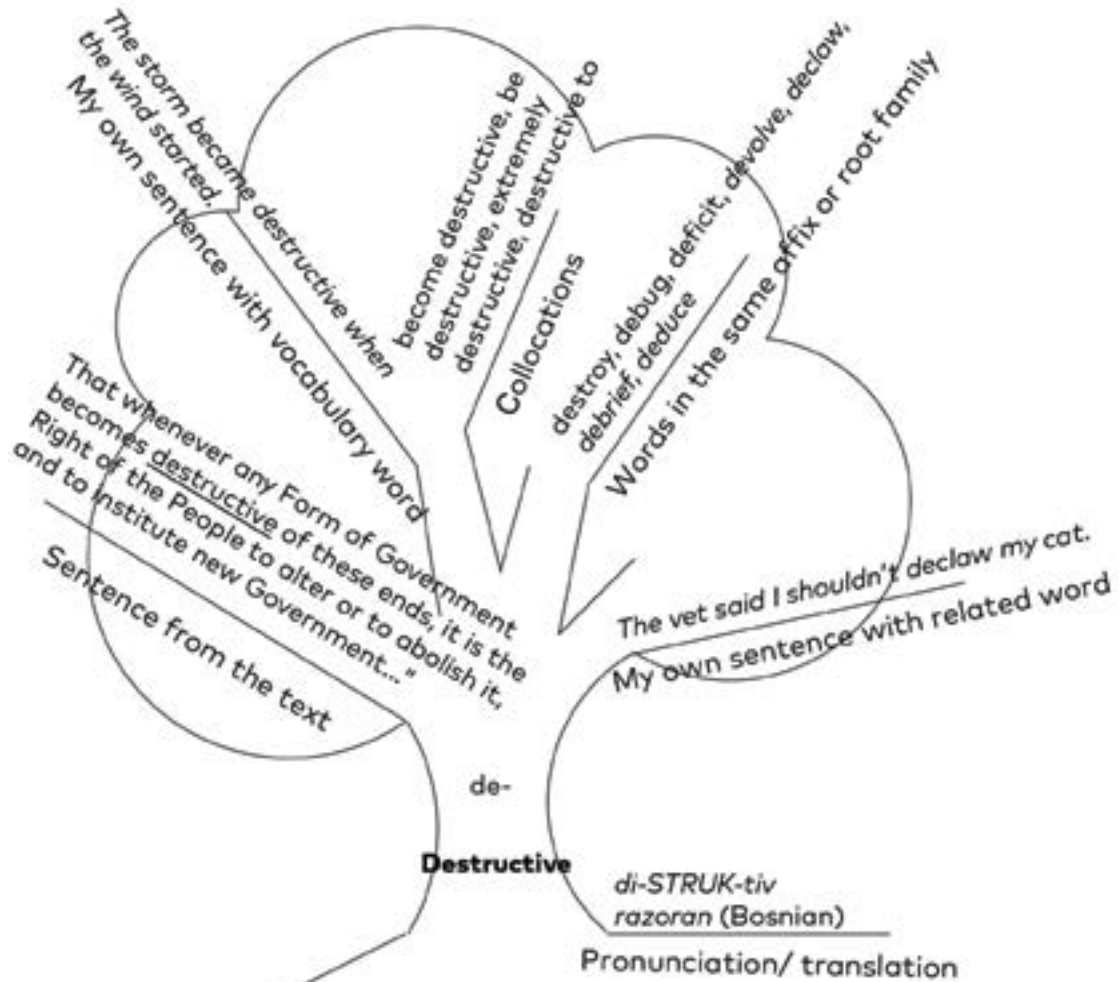 The storm became destructive when
the wind started.
My own sentence with vocabulary word
become destructive, be
destructive, extremely
destructive, destructive to
Collocations
destroy, debug, deficit, devolve, declaw,
debrief, deduce
Words in the same affix or root family
That whenever any Form of Government
becomes destructive of these ends, it is the
Right of the People to alter or to abolish it,
and to institute new Government..."
Sentence from the text
The vet said I shouldn't declaw my cat.
My own sentence with related word
de-
Destructive
di-STRUK-tiv
razoran (Bosnian)
Pronunciation/ translation